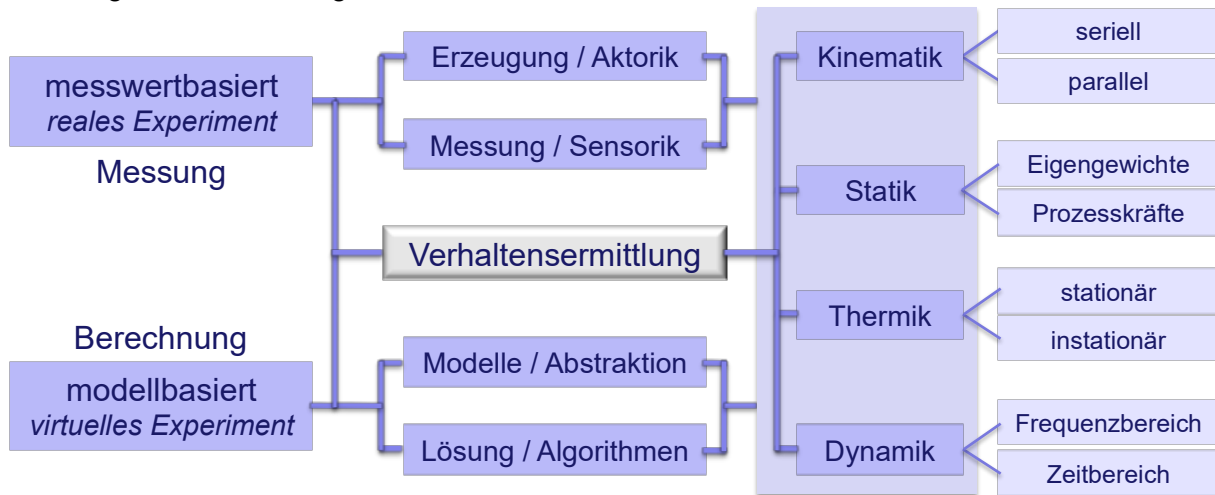 messwertbasiert
reales Experiment
Messung
Berechnung
modellbasiert
virtuelles Experiment
Erzeugung / Aktorik
Messung / Sensorik
Verhaltensermittlung
Modelle / Abstraktion
Lösung / Algorithmen
Kinematik
seriell
parallel
Statik
Eigengewichte
Prozesskräfte
Thermik
stationär
instationär
Dynamik
Frequenzbereich
Zeitbereich